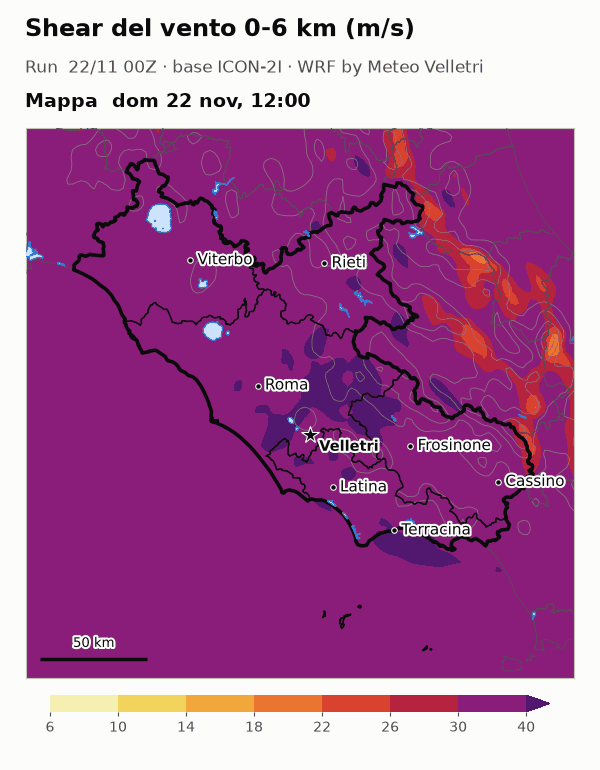 Shear del vento 0-6 km (m/s)
Run 22/11 00Z · base ICON-2I · WRF by Meteo Velletri
Mappa dom 22 nov, 12:00
Viterbo
Rieti
Roma
Velletri
Frosinone
Latina
Cassino
Terracina
50 km
6 10 14 18 22 26 30 40